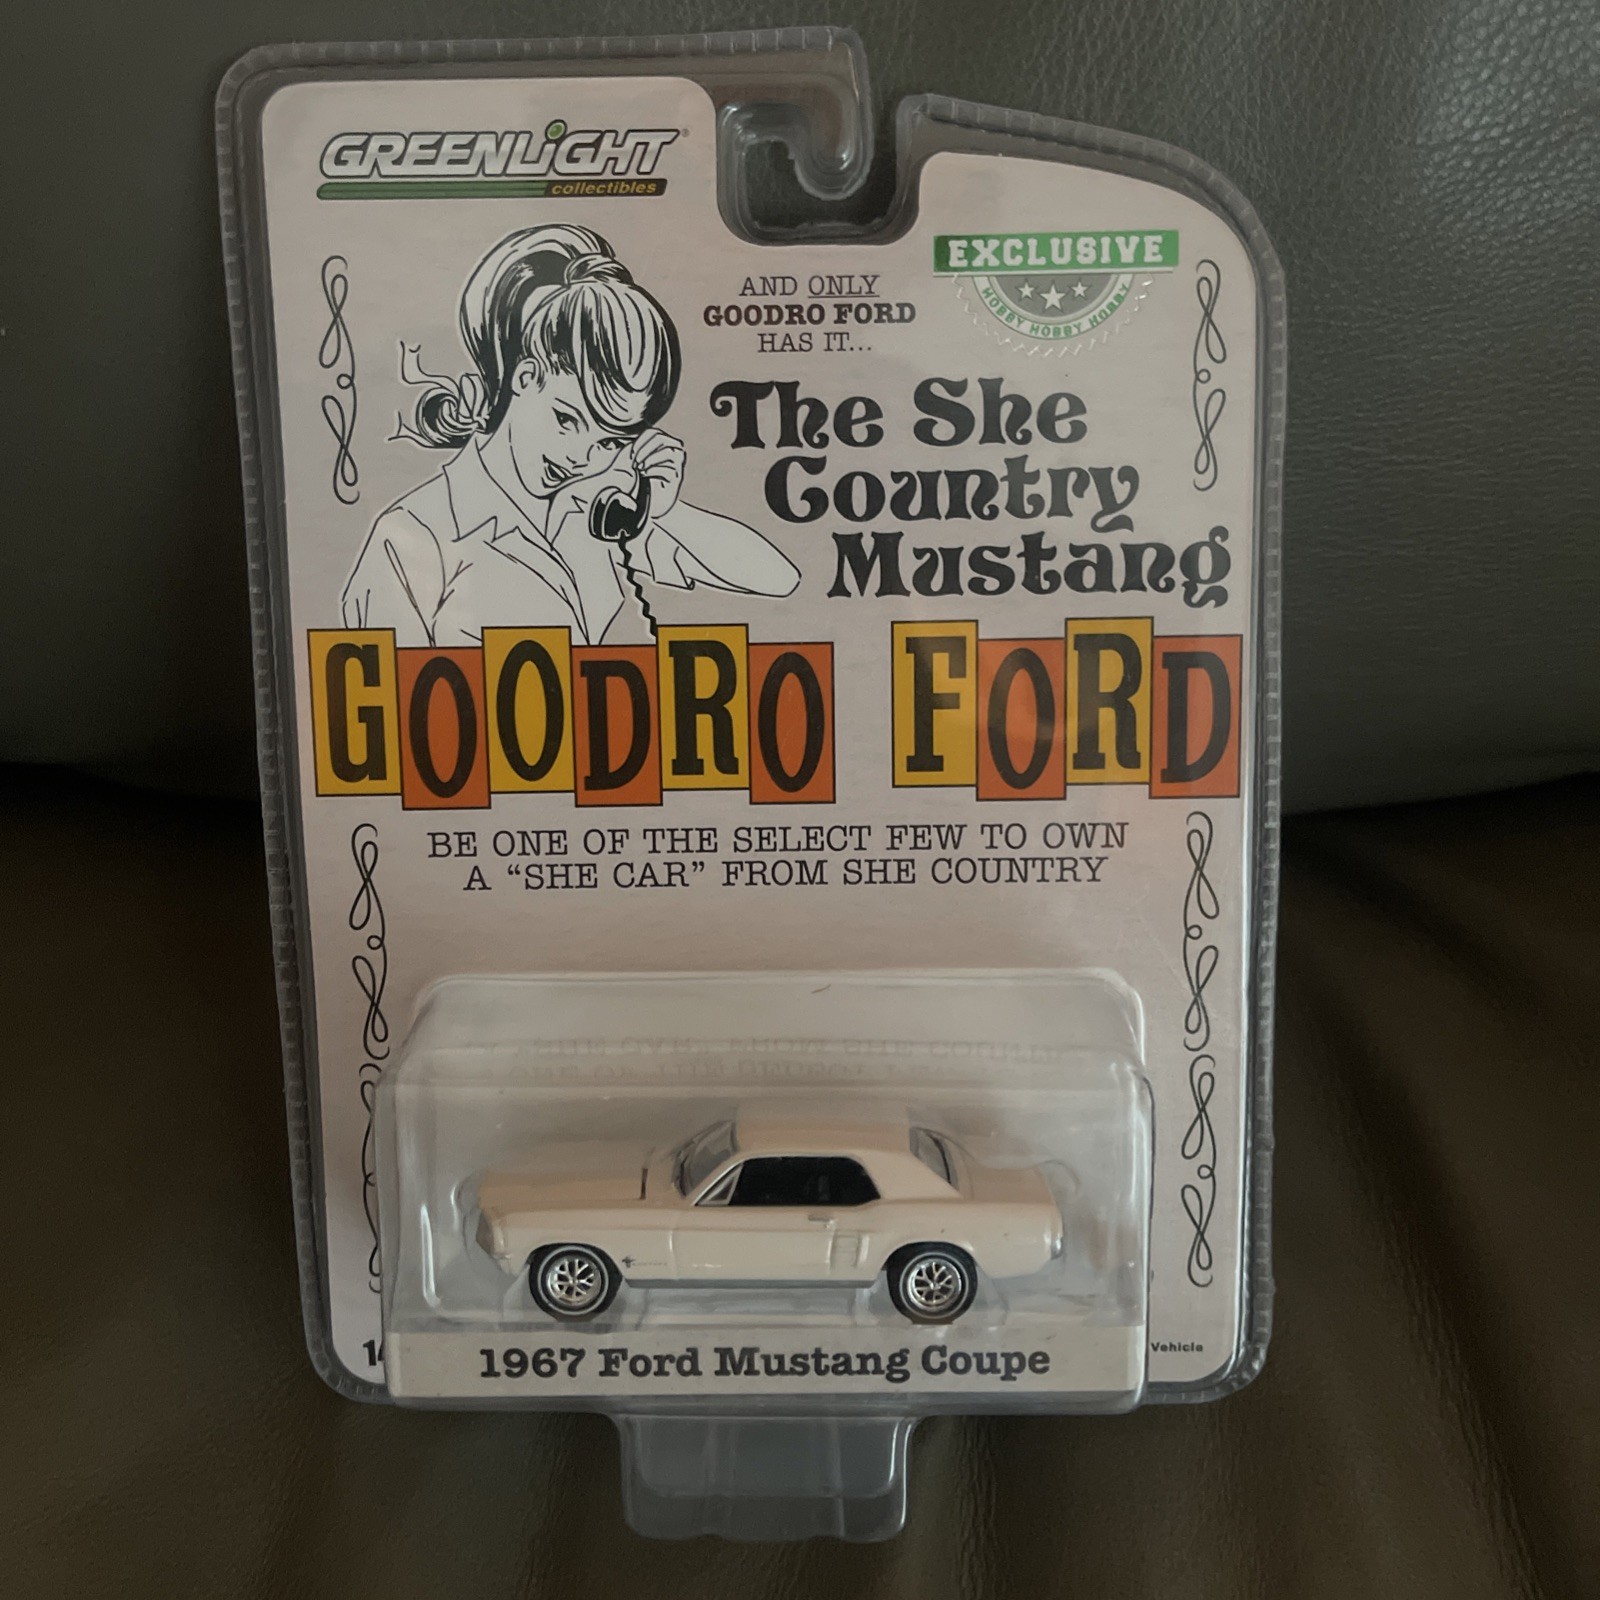 GREENLiGHT®
collectibles
EXCLUSIVE
HOBBY HOBBY HOBBY
AND ONLY
GOODRO FORD
HAS IT...
The She
Country
Mustang
GOODRO FORD
BE ONE OF THE SELECT FEW TO OWN
A “SHE CAR” FROM SHE COUNTRY
1967 Ford Mustang Coupe
Vehicle